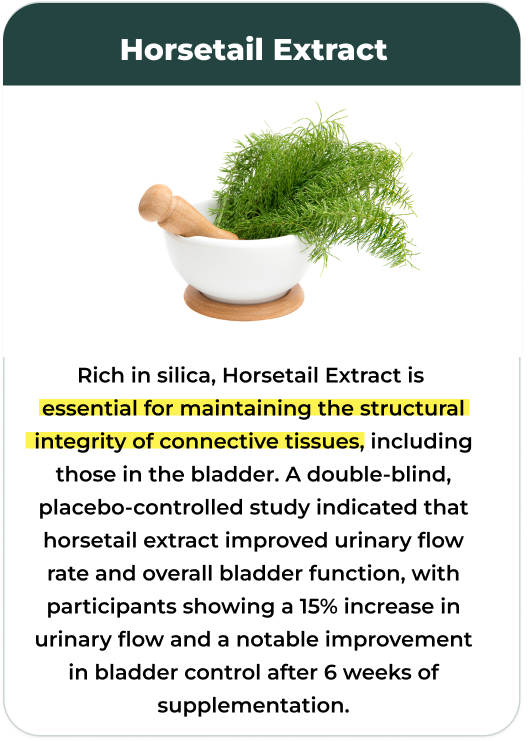 Horsetail Extract
Rich in silica, Horsetail Extract is
essential for maintaining the structural
integrity of connective tissues, including
those in the bladder. A double-blind,
placebo-controlled study indicated that
horsetail extract improved urinary flow
rate and overall bladder function, with
participants showing a 15% increase in
urinary flow and a notable improvement
in bladder control after 6 weeks of
supplementation.